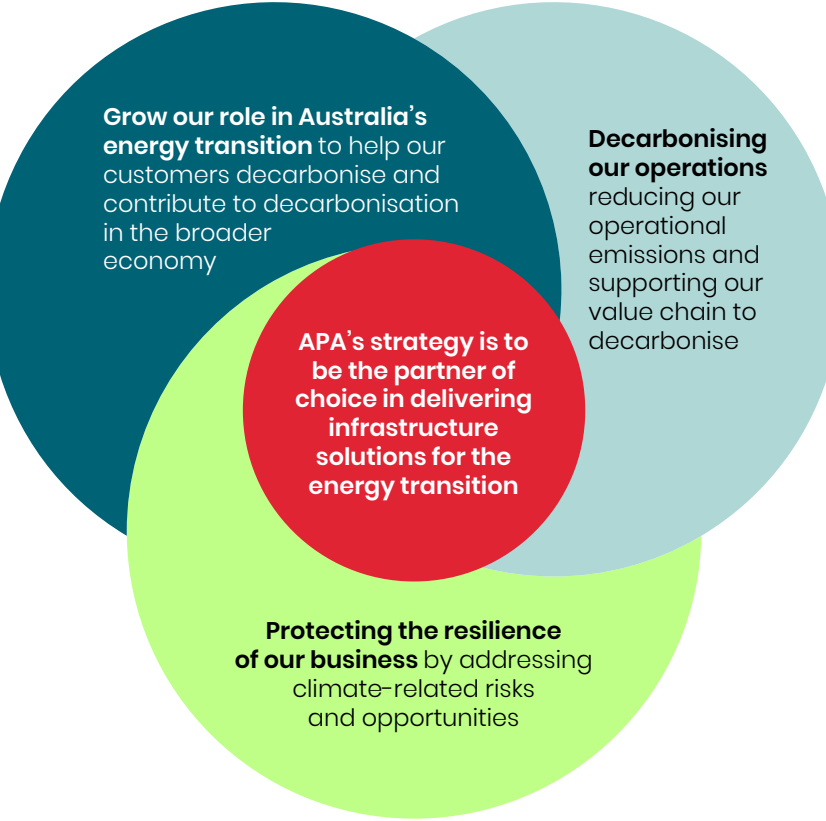 Grow our role in Australia’s
energy transition to help our
customers decarbonise and
contribute to decarbonisation
in the broader
economy
Decarbonising
our operations
reducing our
operational
emissions and
supporting our
value chain to
decarbonise
APA’s strategy is to
be the partner of
choice in delivering
infrastructure
solutions for the
energy transition
Protecting the resilience
of our business by addressing
climate-related risks
and opportunities